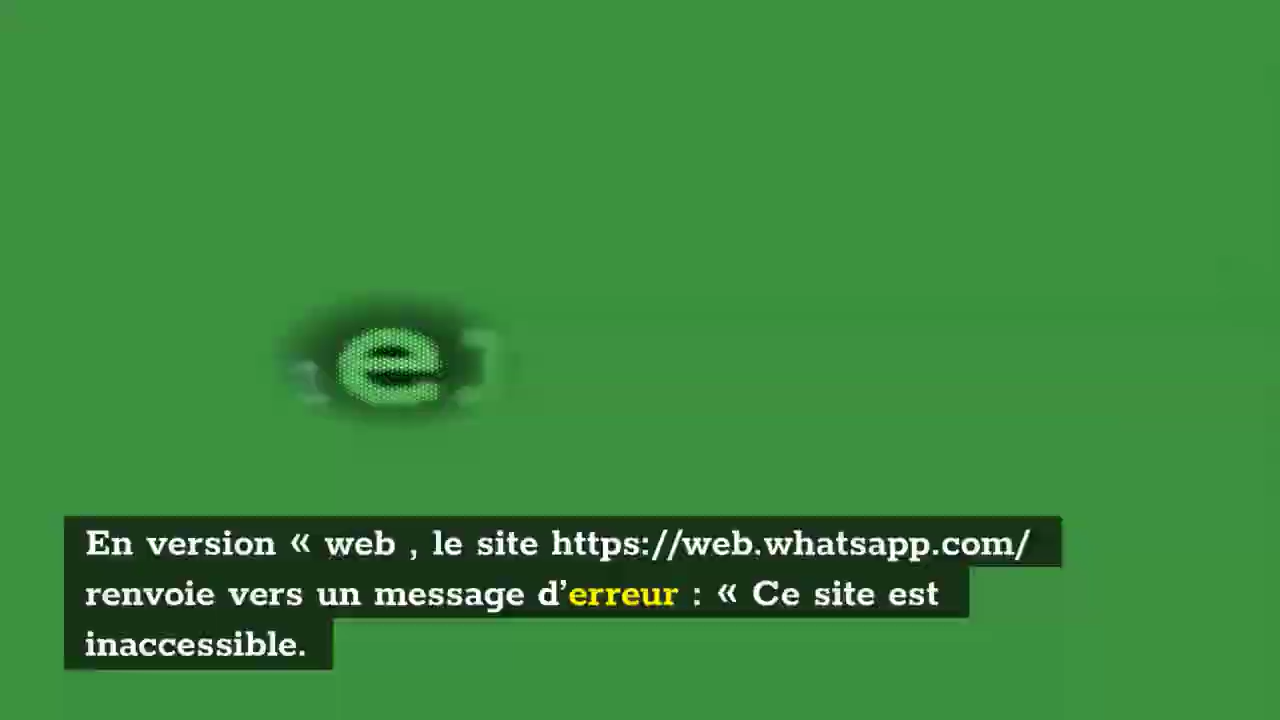 e
En version « web , le site https://web.whatsapp.com/
renvoie vers un message d’erreur : « Ce site est
inaccessible.